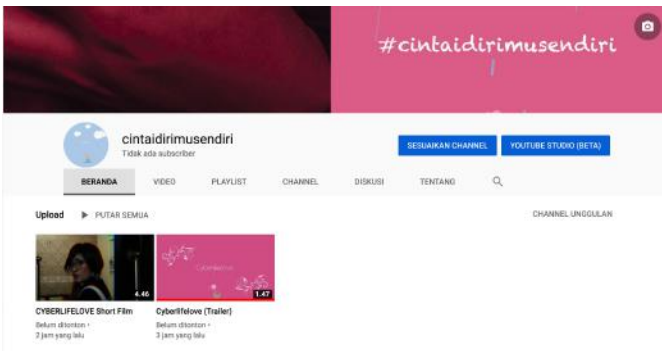 #cintaidirimusendiri
cintaidirimusendiri
Tidak ada subscriber
SESUAIKAN CHANNEL
YOUTUBE STUDIO (BETA)
BERANDA VIDEO PLAYLIST CHANNEL DISKUSI TENTANG
Upload PUTAR SEMUA
CHANNEL UNGGULAN
Cyberlifelove
4.46
1.47
CYBERLIFELOVE Short Film
Cyberlifelove (Trailer)
Belum ditonton •
Belum ditonton •
2 jam yang lalu
3 jam yang lalu